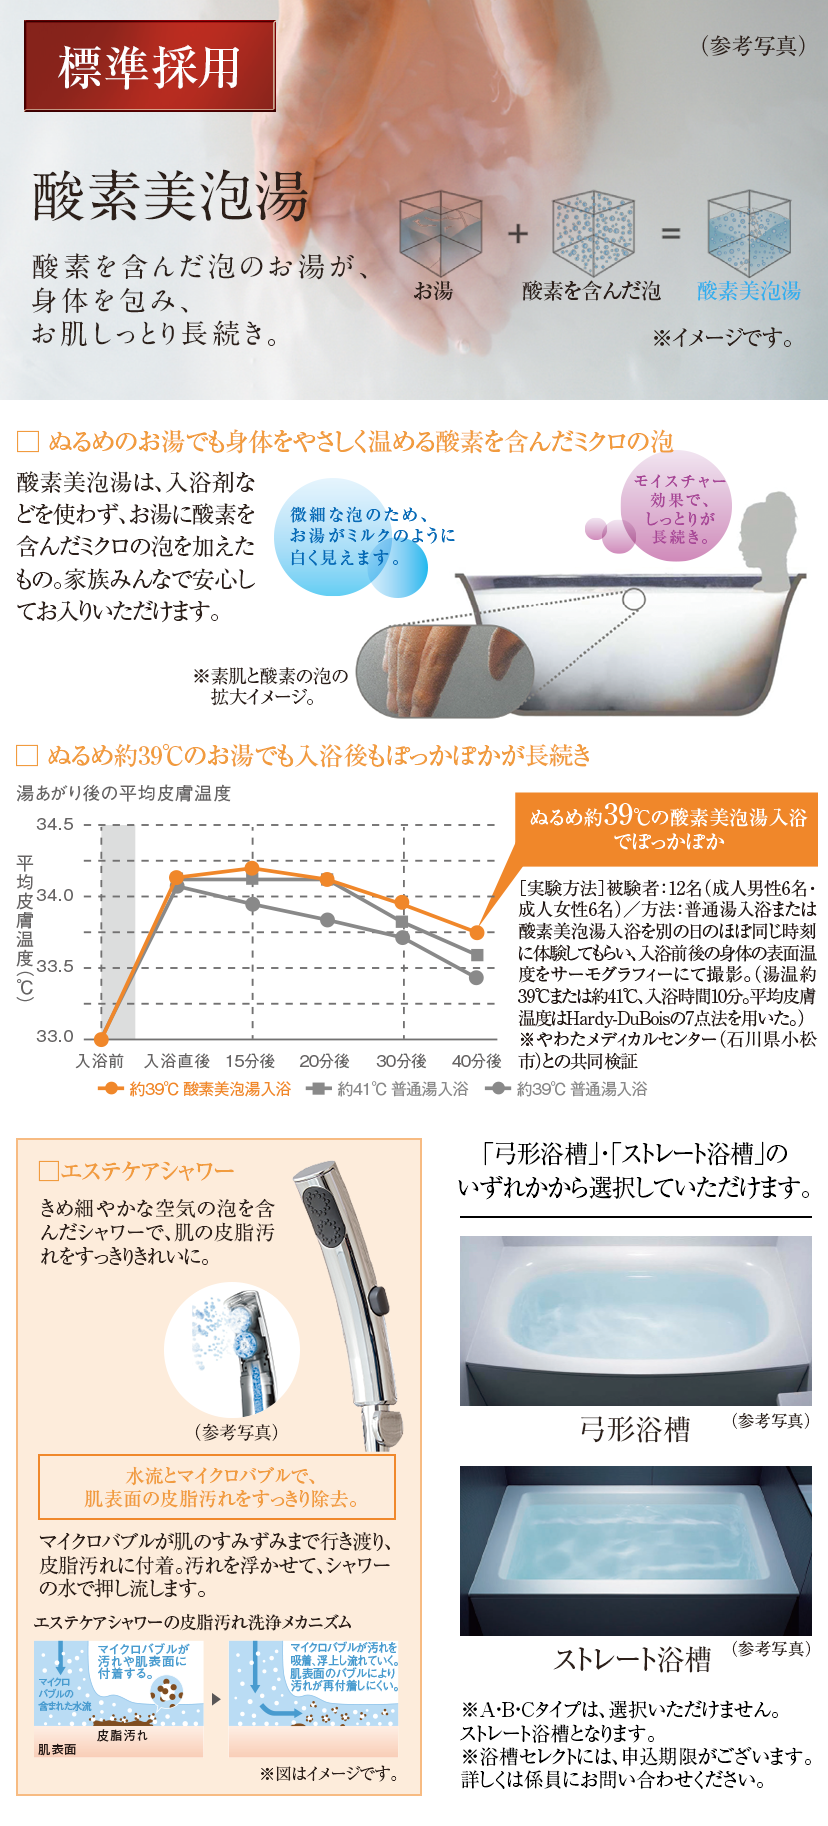 標準採用
（参考写真）
酸素美泡湯
酸素を含んだ泡のお湯が、
身体を包み、
お肌しっとり長続き。
お湯
+
酸素を含んだ泡
=
酸素美泡湯
※イメージです。
□ ぬるめのお湯でも身体をやさしく温める酸素を含んだミクロの泡
酸素美泡湯は、入浴剤な
どを使わず、お湯に酸素を
含んだミクロの泡を加えた
もの。家族みんなで安心し
てお入りいただけます。
微細な泡のため、
お湯がミルクのように
白く見えます。
モイスチャー
効果で、
しっとりが
長続き。
※素肌と酸素の泡の
拡大イメージ。
□ ぬるめ約39℃のお湯でも入浴後もぽっかぽかが長続き
湯あがり後の平均皮膚温度
平均皮膚温度（℃）
34.5
34.0
33.5
33.0
入浴前 入浴直後 15分後 20分後 30分後 40分後
約39℃ 酸素美泡湯入浴 約41℃ 普通湯入浴 約39℃ 普通湯入浴
ぬるめ約39℃の酸素美泡湯入浴
でぽっかぽか
［実験方法］被験者：12名（成人男性6名・
成人女性6名）／方法：普通湯入浴または
酸素美泡湯入浴を別の日のほぼ同じ時刻
に体験してもらい、入浴前後の身体の表面温
度をサーモグラフィーにて撮影。（湯温約
39℃または約41℃、入浴時間10分。平均皮膚
温度はHardy-DuBoisの7点法を用いた。）
※やわたメディカルセンター（石川県小松
市）との共同検証
□エステケアシャワー
きめ細やかな空気の泡を含
んだシャワーで、肌の皮脂汚
れをすっきりきれいに。
（参考写真）
水流とマイクロバブルで、
肌表面の皮脂汚れをすっきり除去。
マイクロバブルが肌のすみずみまで行き渡り、
皮脂汚れに付着。汚れを浮かせて、シャワー
の水で押し流します。
エステケアシャワーの皮脂汚れ洗浄メカニズム
マイクロバブルが
汚れや肌表面に
付着する。
マイクロ
バブルの
含まれた水流
皮脂汚れ
肌表面
マイクロバブルが汚れを
吸着、浮上し流れていく。
肌表面のバブルにより
汚れが再付着しにくい。
※図はイメージです。
「弓形浴槽」・「ストレート浴槽」の
いずれかから選択していただけます。
弓形浴槽
（参考写真）
ストレート浴槽
（参考写真）
※A・B・Cタイプは、選択いただけません。
ストレート浴槽となります。
※浴槽セレクトには、申込期限がございます。
詳しくは係員にお問い合わせください。